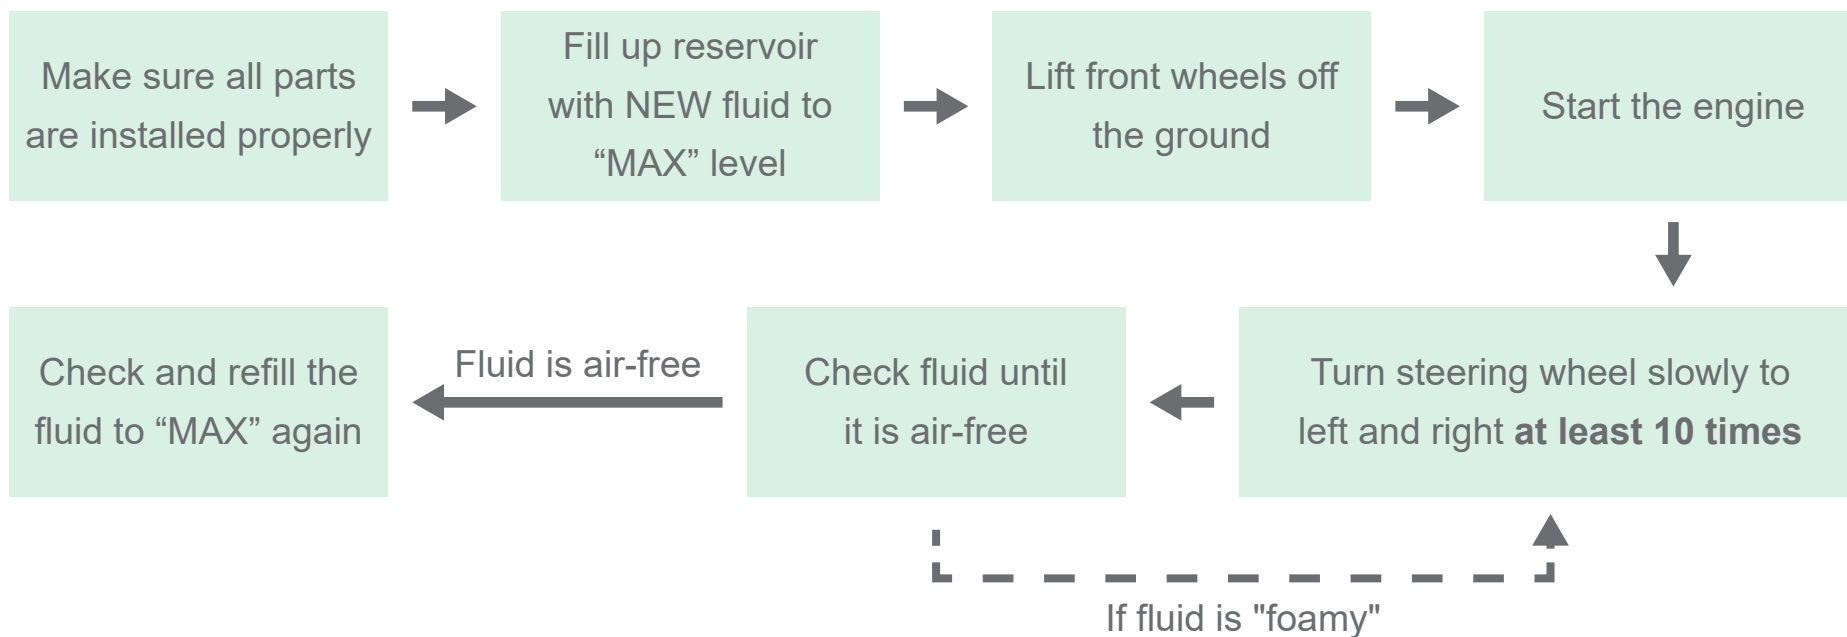 Make sure all parts
are installed properly
Fill up reservoir
with NEW fluid to
“MAX” level
Lift front wheels off
the ground
Start the engine
Turn steering wheel slowly to
left and right at least 10 times
Check fluid until
it is air-free
If fluid is "foamy"
Fluid is air-free
Check and refill the
fluid to “MAX” again